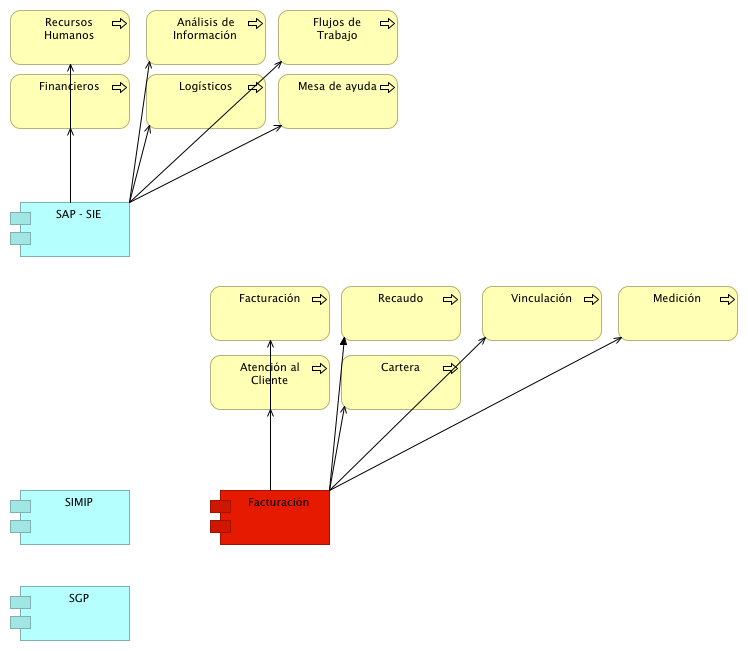 Recursos
Humanos
Análisis de
Información
Flujos de
Trabajo
Financieros
Logísticos
Mesa de ayuda
SAP - SIE
Facturación
Recaudo
Vinculación
Medición
Atención al
Cliente
Cartera
SIMIP
Facturación
SGP